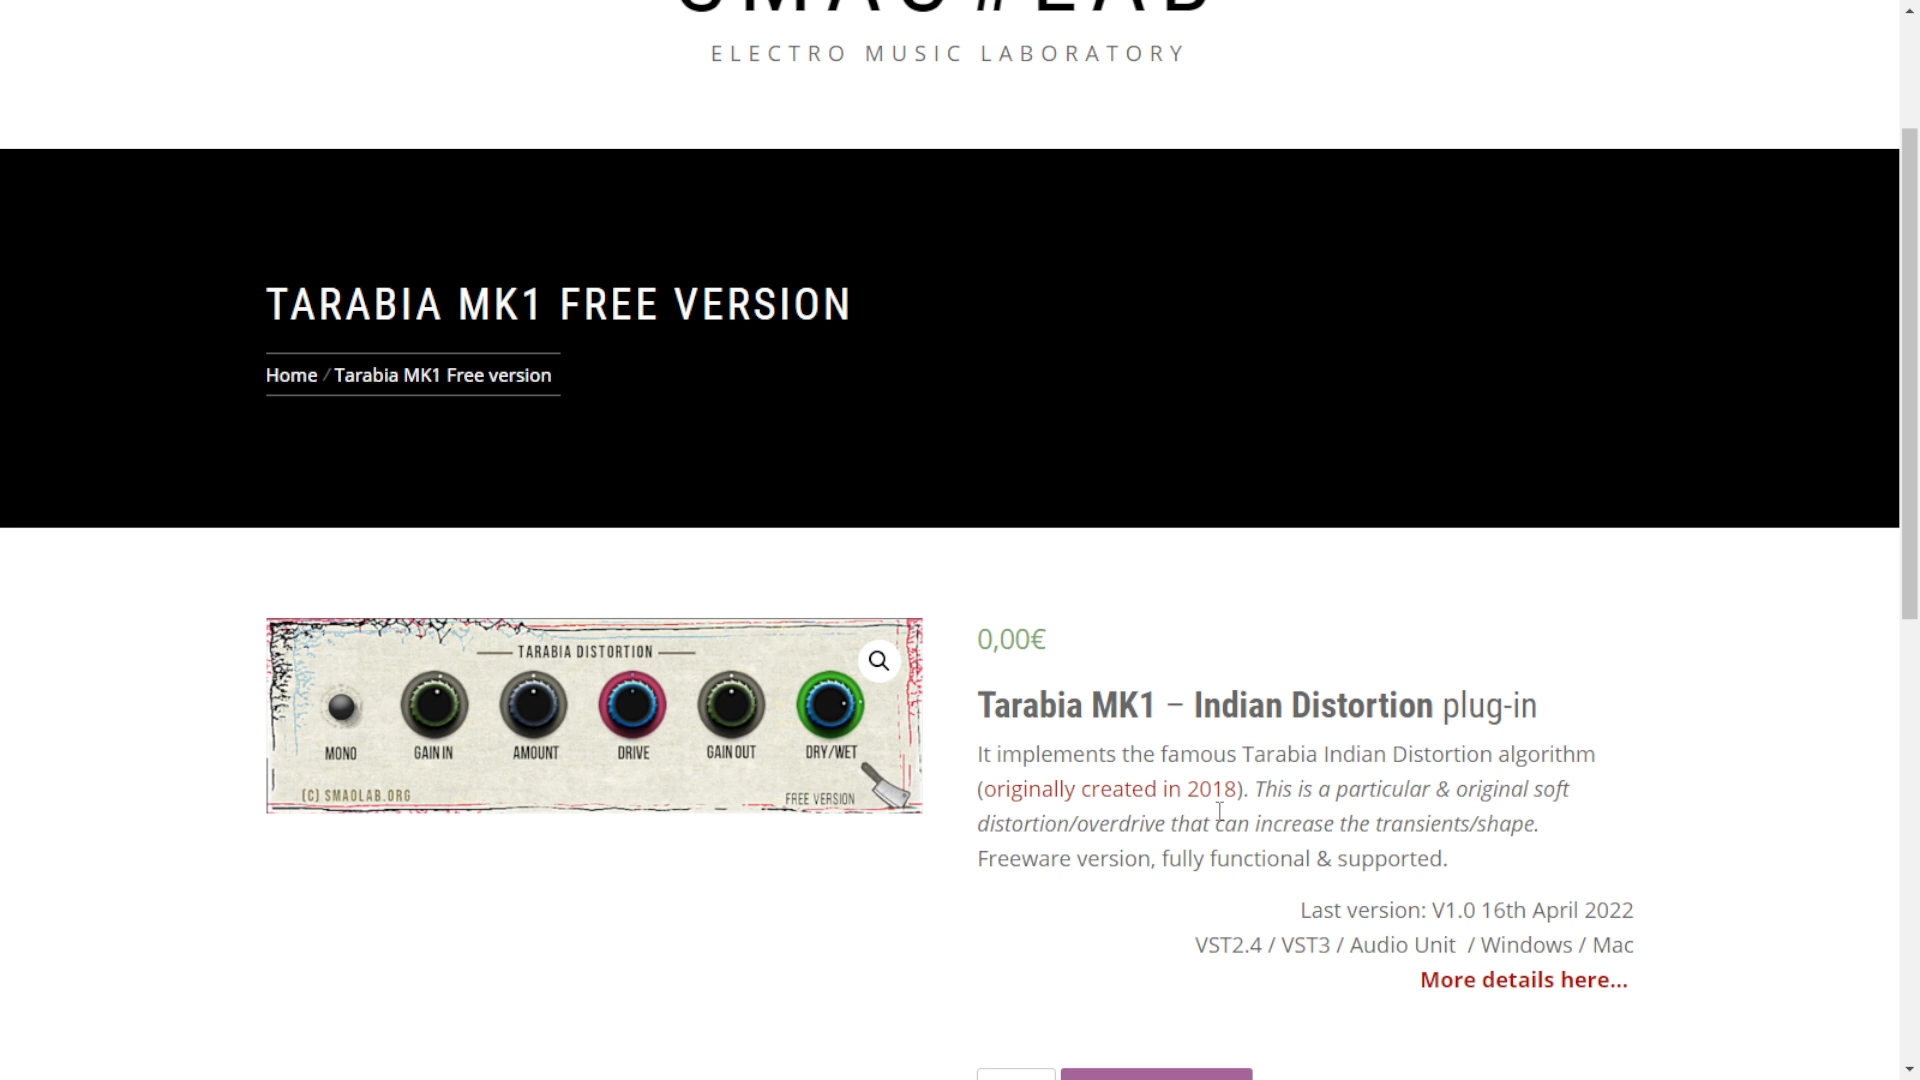 SMAO#LAB
ELECTRO MUSIC LABORATORY
TARABIA MK1 FREE VERSION
Home / Tarabia MK1 Free version
TARABIA DISTORTION
MONO GAIN IN AMOUNT DRIVE GAIN OUT DRY/WET
(C) SMAOLAB.ORG
FREE VERSION
0,00€
Tarabia MK1 – Indian Distortion plug-in
It implements the famous Tarabia Indian Distortion algorithm
(originally created in 2018). This is a particular & original soft
distortion/overdrive that can increase the transients/shape.
Freeware version, fully functional & supported.
Last version: V1.0 16th April 2022
VST2.4 / VST3 / Audio Unit / Windows / Mac
More details here...